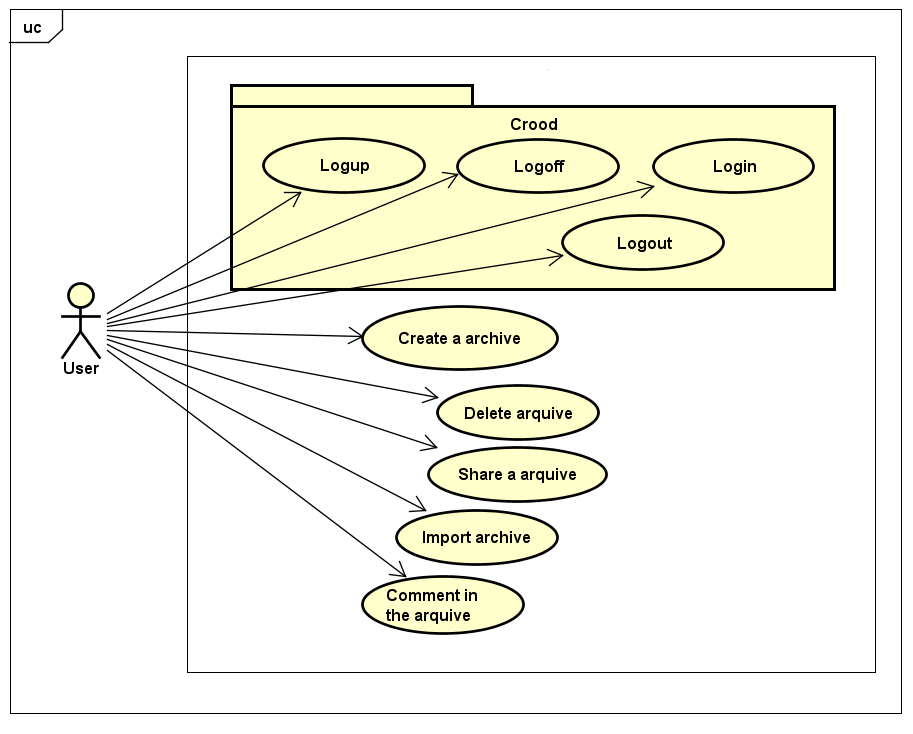 uc
Crood
Logup
Logoff
Login
Logout
User
Create a archive
Delete arquive
Share a arquive
Import archive
Comment in
the arquive